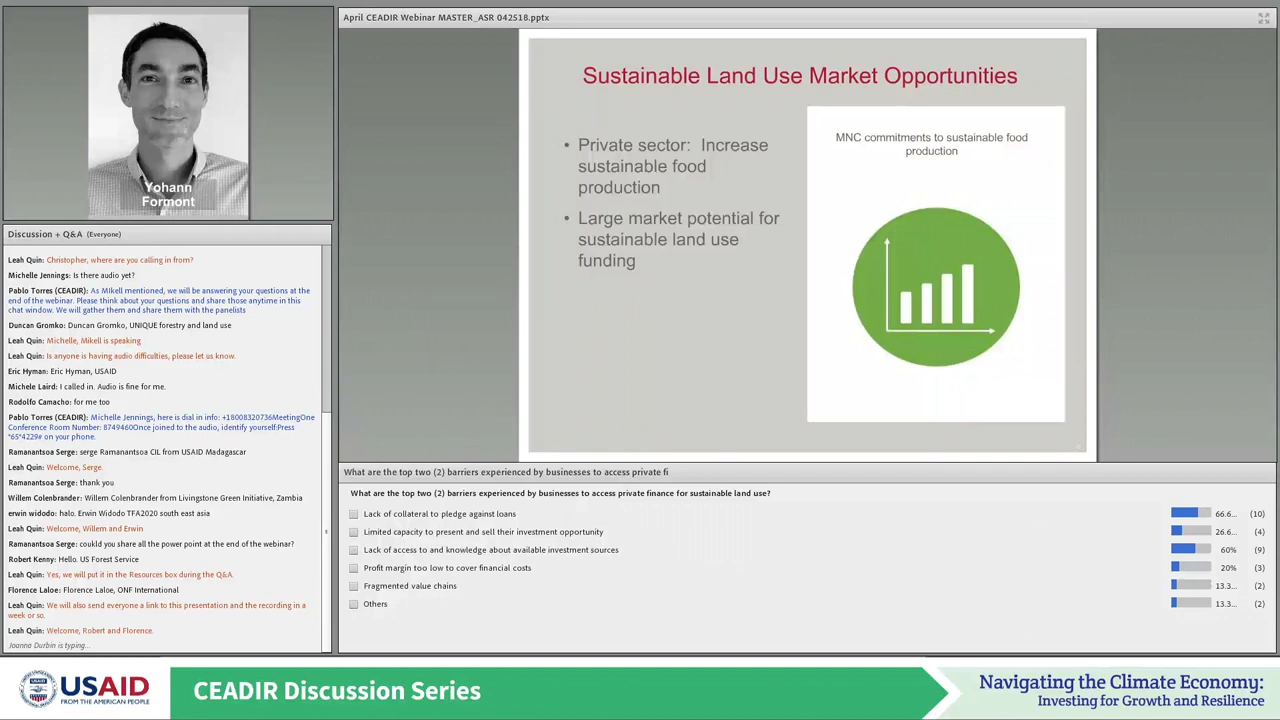 April CEADIR Webinar MASTER_ASR 042518.pptx
Yohann
Formont
Discussion + Q&A (Everyone)
Leah Quin: Christopher, where are you calling in from?
Michelle Jennings: Is there audio yet?
Pablo Torres (CEADIR): As MIkell mentioned, we will be answering your questions at the
end of the webinar. Please think about your questions and share those anytime in this
chat window. We will gather them and share them with the panelists
Duncan Gromko: Duncan Gromko, UNIQUE forestry and land use
Leah Quin: Michelle, Mikell is speaking
Leah Quin: Is anyone is having audio difficulties, please let us know.
Eric Hyman: Eric Hyman, USAID
Michele Laird: I called in. Audio is fine for me.
Rodolfo Camacho: for me too
Pablo Torres (CEADIR): Michelle Jennings, here is dial in info: +18008320736MeetingOne
Conference Room Number: 8749460Once joined to the audio, identify yourself:Press
*65*4229# on your phone.
Ramanantsoa Serge: serge Ramanantsoa CIL from USAID Madagascar
Leah Quin: Welcome, Serge.
Ramanantsoa Serge: thank you
Willem Colenbrander: Willem Colenbrander from Livingstone Green Initiative, Zambia
erwin widodo: halo. Erwin Widodo TFA2020 south east asia
Leah Quin: Welcome, Willem and Erwin
Ramanantsoa Serge: coukld you share all the power point at the end of the webinar?
Robert Kenny: Hello. US Forest Service
Leah Quin: Yes, we will put it in the Resources box during the Q&A.
Florence Laloe: Florence Laloe, ONF International
Leah Quin: We will also send everyone a link to this presentation and the recording in a
week or so.
Leah Quin: Welcome, Robert and Florence.
Joanna Durbin is typing...
Sustainable Land Use Market Opportunities
• Private sector: Increase
sustainable food
production
• Large market potential for
sustainable land use
funding
MNC commitments to sustainable food
production
What are the top two (2) barriers experienced by businesses to access private fi
What are the top two (2) barriers experienced by businesses to access private finance for sustainable land use?
Lack of collateral to pledge against loans 66.6... (10)
Limited capacity to present and sell their investment opportunity 26.6... (4)
Lack of access to and knowledge about available investment sources 60% (9)
Profit margin too low to cover financial costs 20% (3)
Fragmented value chains 13.3... (2)
Others 13.3... (2)
USAID
FROM THE AMERICAN PEOPLE
CEADIR Discussion Series
Navigating the Climate Economy:
Investing for Growth and Resilience